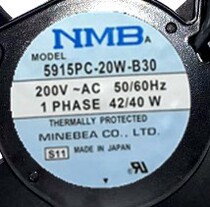 NMB A
MODEL
5915PC-20W-B30
200V ~AC 50/60Hz
1 PHASE 42/40 W
THERMALLY PROTECTED
MINEBEA CO., LTD.
S11 MADE IN JAPAN